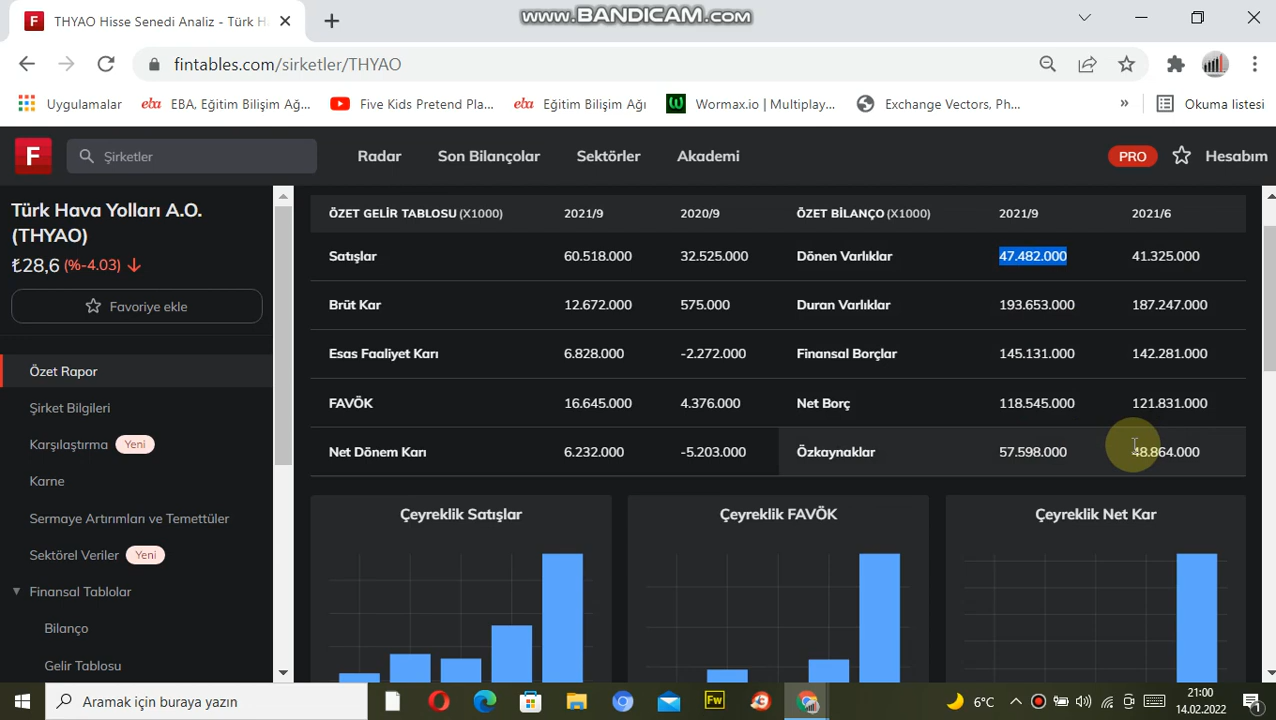 www.BANDICAM.com
F THYAO Hisse Senedi Analiz - Türk H
fintables.com/sirketler/THYAO
Uygulamalar
eba EBA, Eğitim Bilişim Ağ...
Five Kids Pretend Pla...
eba Eğitim Bilişim Ağı
W Wormax.io | Multiplay...
Exchange Vectors, Ph...
»
Okuma listesi
F
Şirketler
Radar
Son Bilançolar
Sektörler
Akademi
PRO
Hesabım
Türk Hava Yolları A.O.
(THYAO)
₺28,6 (%-4.03)
Favoriye ekle
Özet Rapor
Şirket Bilgileri
Karşılaştırma Yeni
Karne
Sermaye Artırımları ve Temettüler
Sektörel Veriler Yeni
Finansal Tablolar
Bilanço
Gelir Tablosu
ÖZET GELİR TABLOSU (X1000) 2021/9 2020/9 ÖZET BİLANÇO (X1000) 2021/9 2021/6
Satışlar 60.518.000 32.525.000 Dönen Varlıklar 47.482.000 41.325.000
Brüt Kar 12.672.000 575.000 Duran Varlıklar 193.653.000 187.247.000
Esas Faaliyet Karı 6.828.000 -2.272.000 Finansal Borçlar 145.131.000 142.281.000
FAVÖK 16.645.000 4.376.000 Net Borç 118.545.000 121.831.000
Net Dönem Karı 6.232.000 -5.203.000 Özkaynaklar 57.598.000 48.864.000
Çeyreklik Satışlar
Çeyreklik FAVÖK
Çeyreklik Net Kar
Aramak için buraya yazın
Fw
6°C
21:00
14.02.2022
1